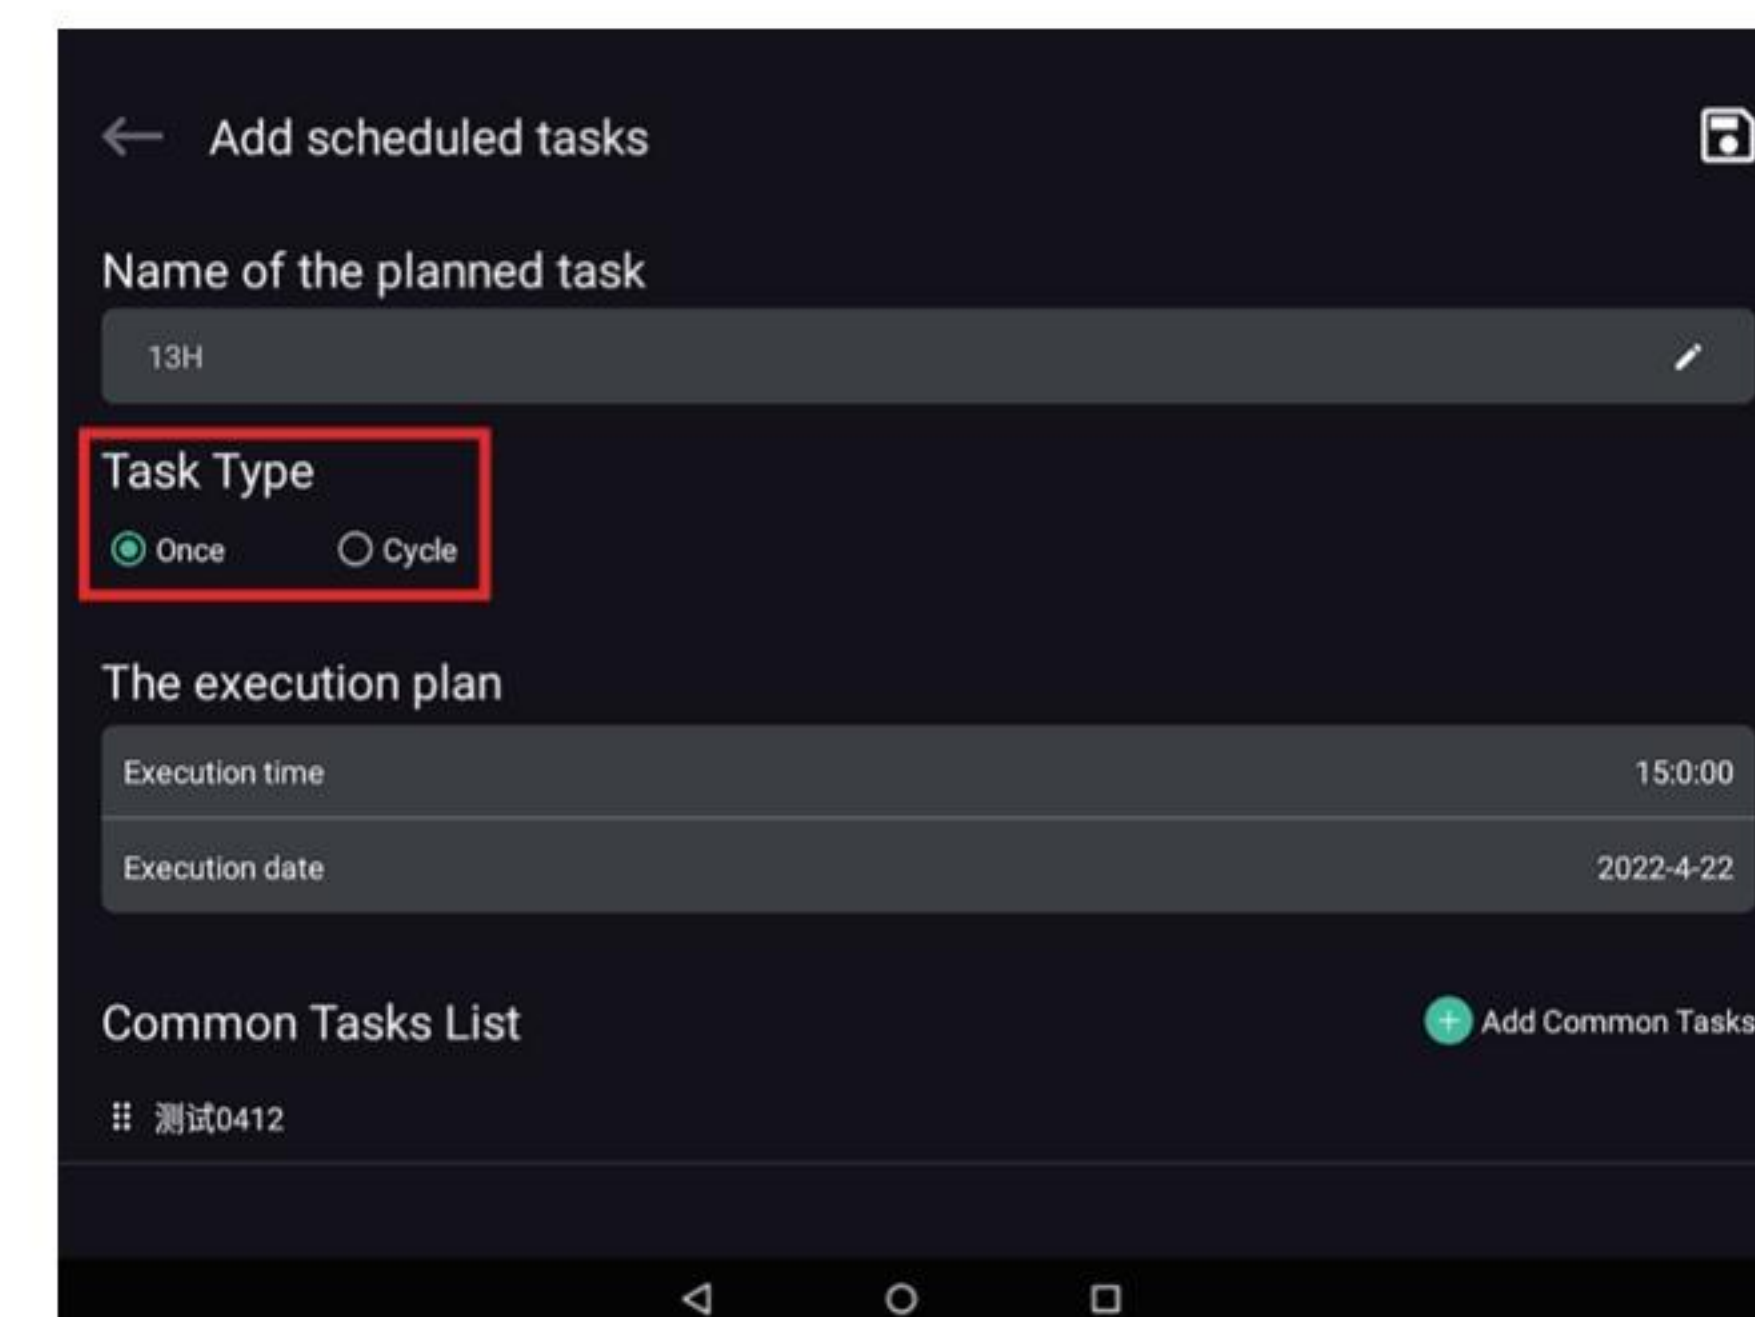 Add scheduled tasks
Name of the planned task
13H
Task Type
Once Cycle
The execution plan
Execution time 15:0:00
Execution date 2022-4-22
Common Tasks List Add Common Tasks
测试0412